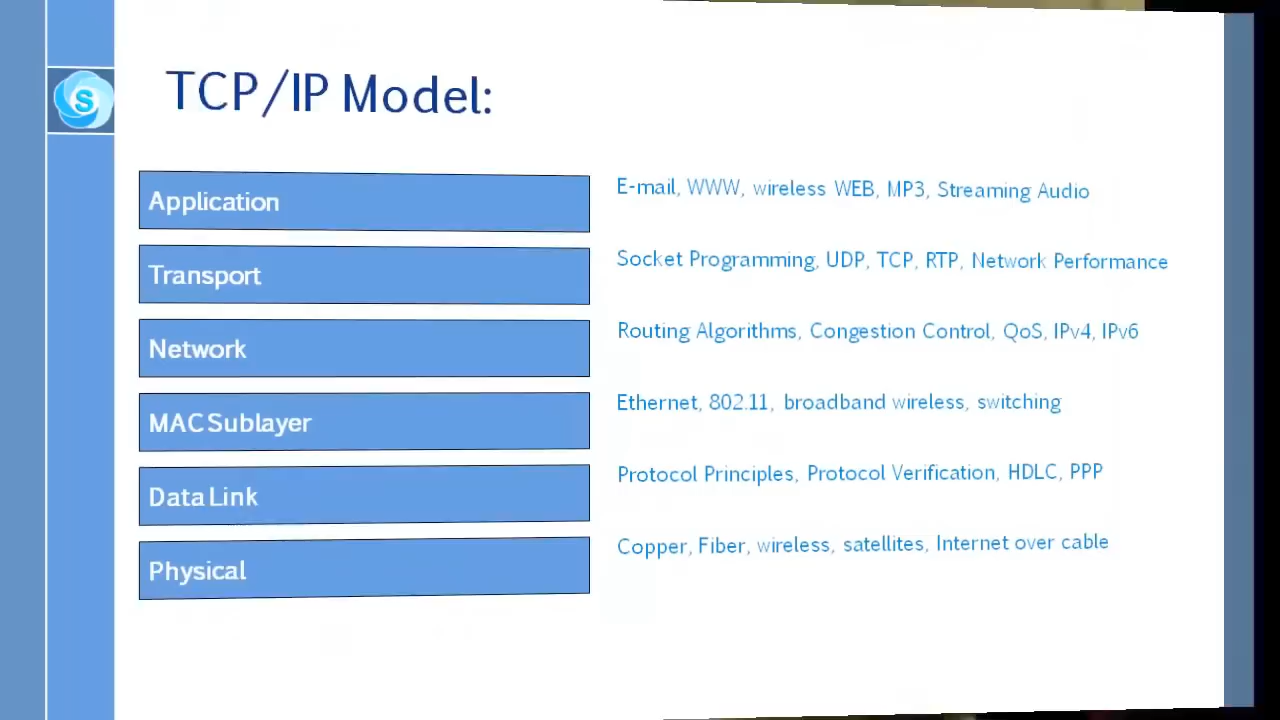 S
TCP/IP Model:
Application
E-mail, WWW, wireless WEB, MP3, Streaming Audio
Transport
Socket Programming, UDP, TCP, RTP, Network Performance
Network
Routing Algorithms, Congestion Control, QoS, IPv4, IPv6
MAC Sublayer
Ethernet, 802.11, broadband wireless, switching
Data Link
Protocol Principles, Protocol Verification, HDLC, PPP
Physical
Copper, Fiber, wireless, satellites, Internet over cable